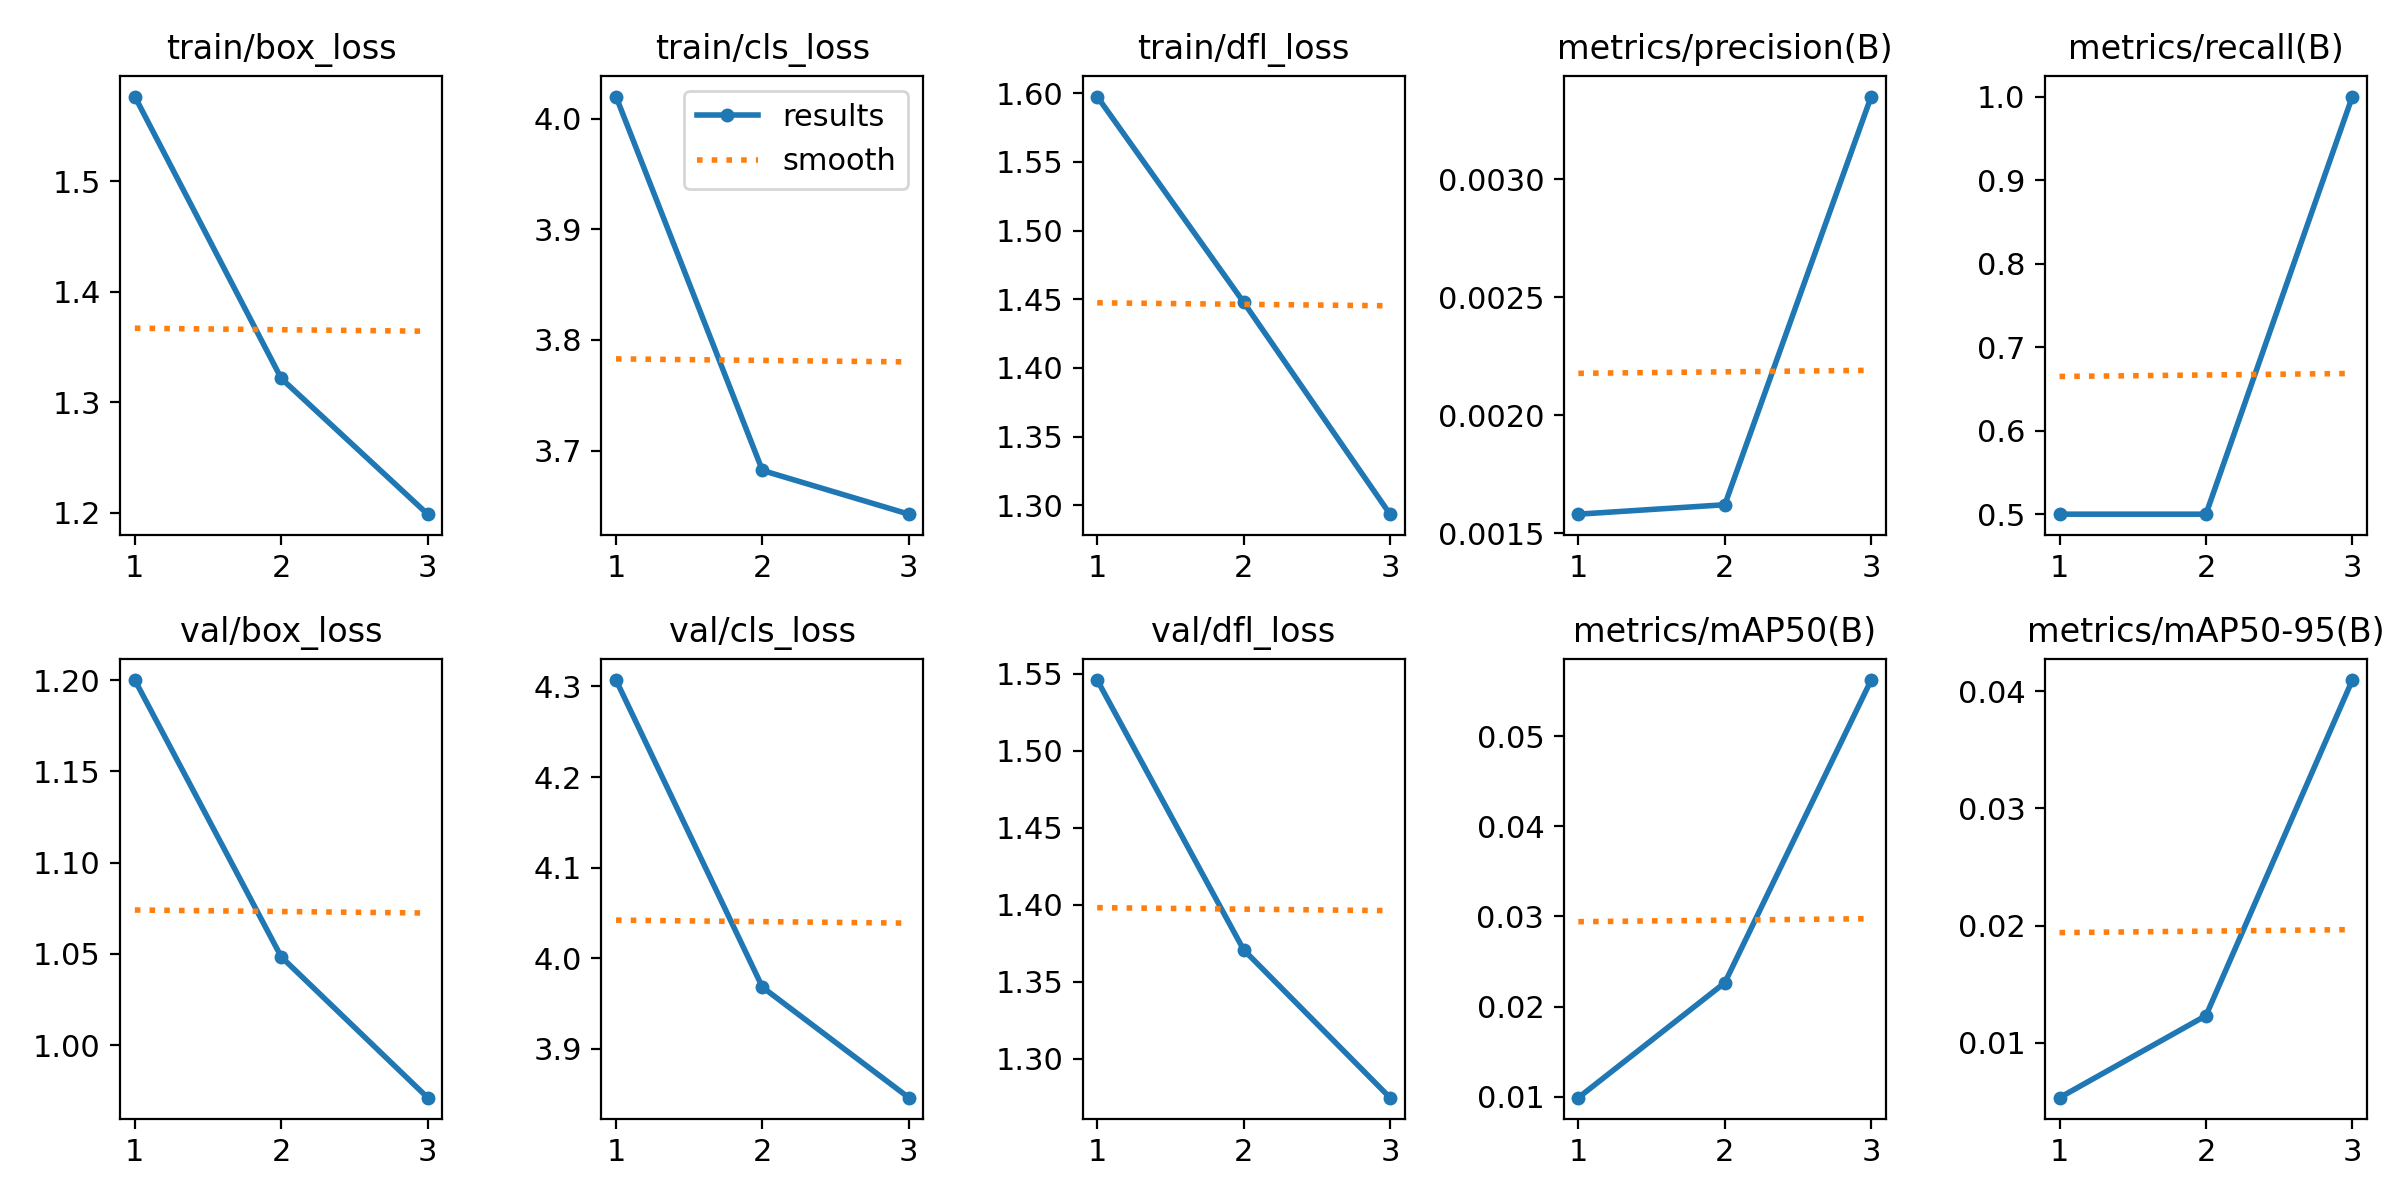 train/box_loss
1.5
1.4
1.3
1.2
1 2 3
train/cls_loss
results
smooth
4.0
3.9
3.8
3.7
1 2 3
train/dfl_loss
1.60
1.55
1.50
1.45
1.40
1.35
1.30
1 2 3
metrics/precision(B)
0.0030
0.0025
0.0020
0.0015
1 2 3
metrics/recall(B)
1.0
0.9
0.8
0.7
0.6
0.5
1 2 3
val/box_loss
1.20
1.15
1.10
1.05
1.00
1 2 3
val/cls_loss
4.3
4.2
4.1
4.0
3.9
1 2 3
val/dfl_loss
1.55
1.50
1.45
1.40
1.35
1.30
1 2 3
metrics/mAP50(B)
0.05
0.04
0.03
0.02
0.01
1 2 3
metrics/mAP50-95(B)
0.04
0.03
0.02
0.01
1 2 3